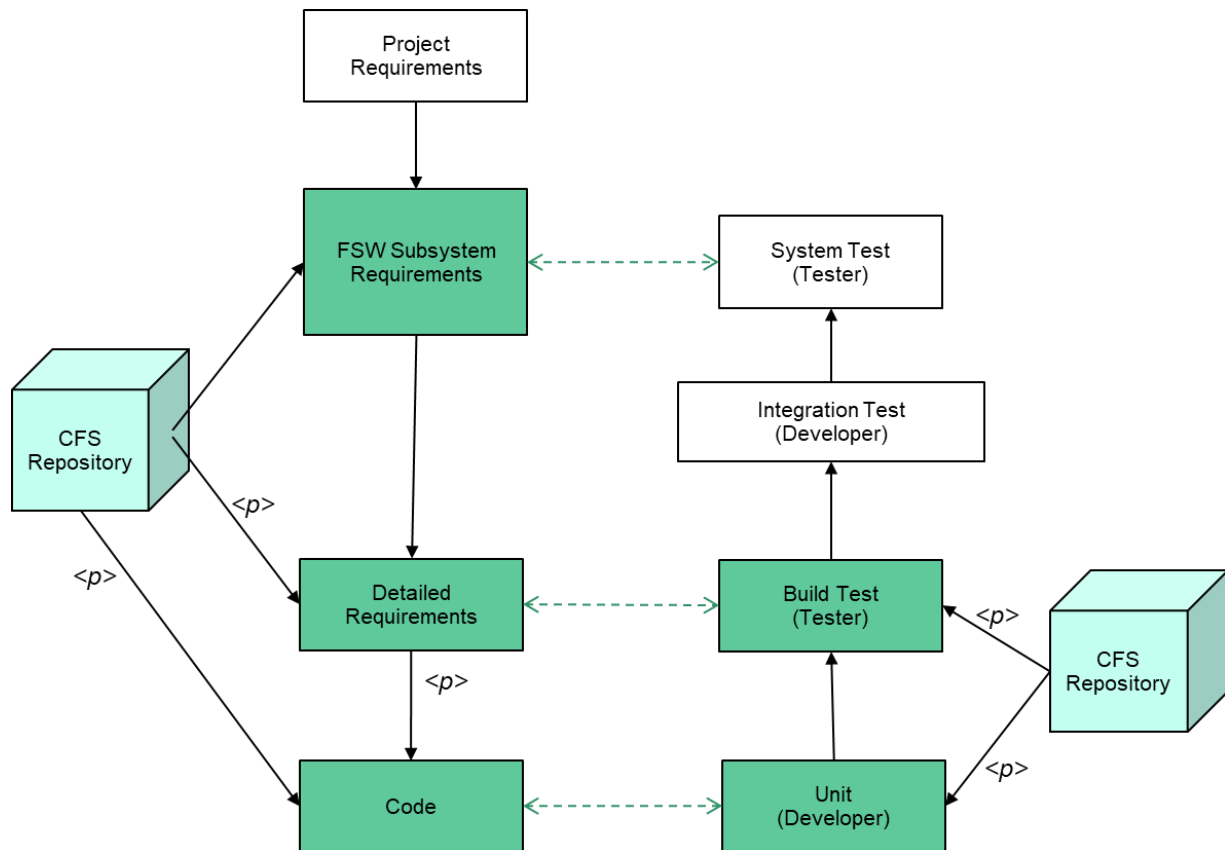 Project
Requirements
FSW Subsystem
Requirements
System Test
(Tester)
Integration Test
(Developer)
CFS
Repository
<p>
<p>
Detailed
Requirements
Build Test
(Tester)
<p>
CFS
Repository
<p>
<p>
Code
Unit
(Developer)